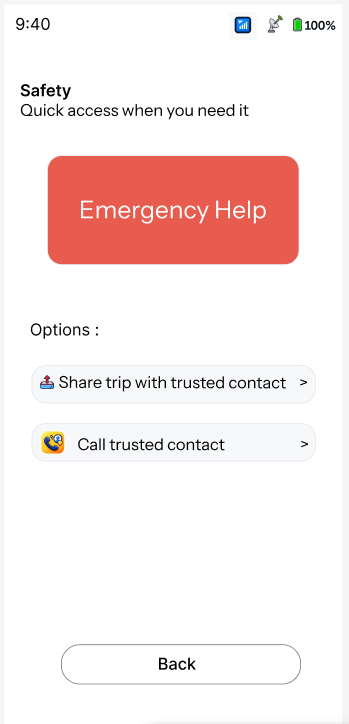 9:40
100%
Safety
Quick access when you need it
Emergency Help
Options :
Share trip with trusted contact >
Call trusted contact >
Back